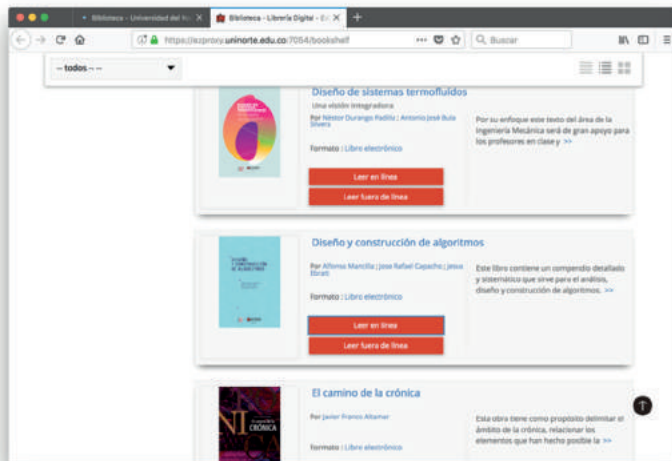 Biblioteca - Universidad del No
Biblioteca - Librería Digital - Ed
https://ezproxy.uninorte.edu.co:7054/bookshelf
Buscar
-- todos -- --
Diseño de sistemas termofluidos
Una visión integradora
Por Néstor Durango Padilla ; Antonio José Bula
Silvera
Formato : Libro electrónico
Leer en línea
Leer fuera de línea
Por su enfoque este texto del área de la
Ingeniería Mecánica será de gran apoyo para
los profesores en clase y >>
DISEÑO
Y CONSTRUCCIÓN
DE ALGORITMOS
Diseño y construcción de algoritmos
Por Alfonso Mancilla ; Jose Rafael Capacho ; Jesus
Ebratt
Formato : Libro electrónico
Leer en línea
Leer fuera de línea
Este libro contiene un compendio detallado
y sistemático que sirve para el análisis,
diseño y construcción de algoritmos. >>
CRÓNICA
El camino de la crónica
Por Javier Franco Altamar
Formato : Libro electrónico
Esta obra tiene como propósito delimitar el
ámbito de la crónica, relacionar los
elementos que han hecho posible la >>